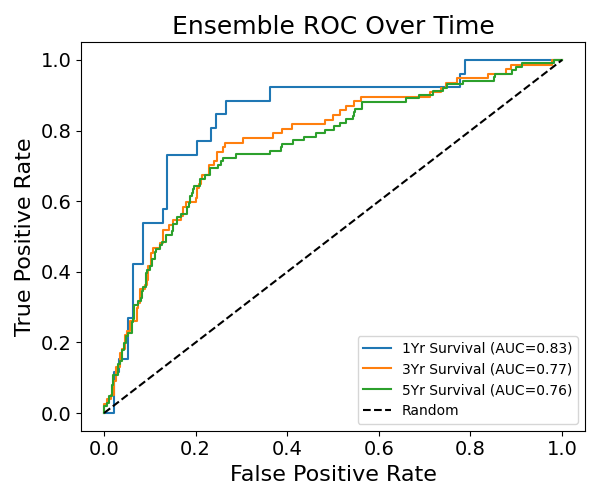 Ensemble ROC Over Time
True Positive Rate
1.0
0.8
0.6
0.4
0.2
0.0
1Yr Survival (AUC=0.83)
3Yr Survival (AUC=0.77)
5Yr Survival (AUC=0.76)
Random
0.0 0.2 0.4 0.6 0.8 1.0
False Positive Rate